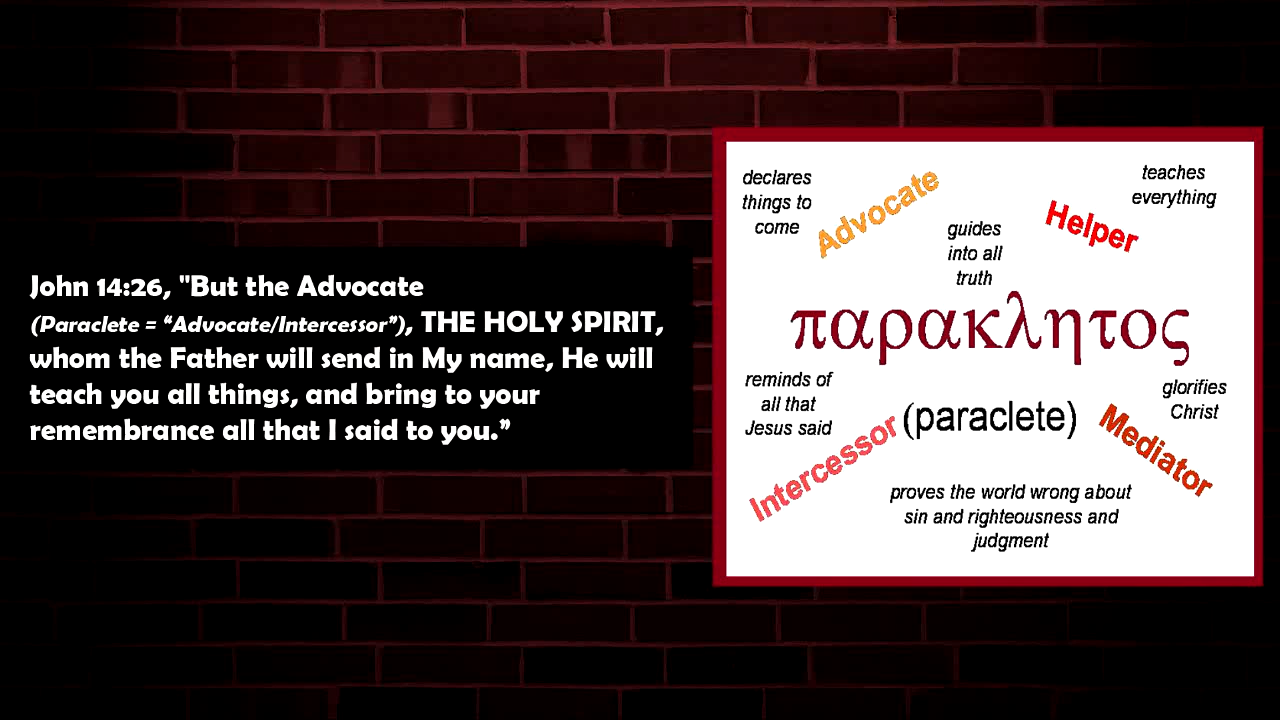 John 14:26, "But the Advocate
(Paraclete = “Advocate/Intercessor”), THE HOLY SPIRIT,
whom the Father will send in My name, He will
teach you all things, and bring to your
remembrance all that I said to you.”
declares
things to
come
Advocate
guides
into all
truth
Helper
teaches
everything
παρακλητος
(paraclete)
reminds of
all that
Jesus said
Intercessor
Mediator
glorifies
Christ
proves the world wrong about
sin and righteousness and
judgment